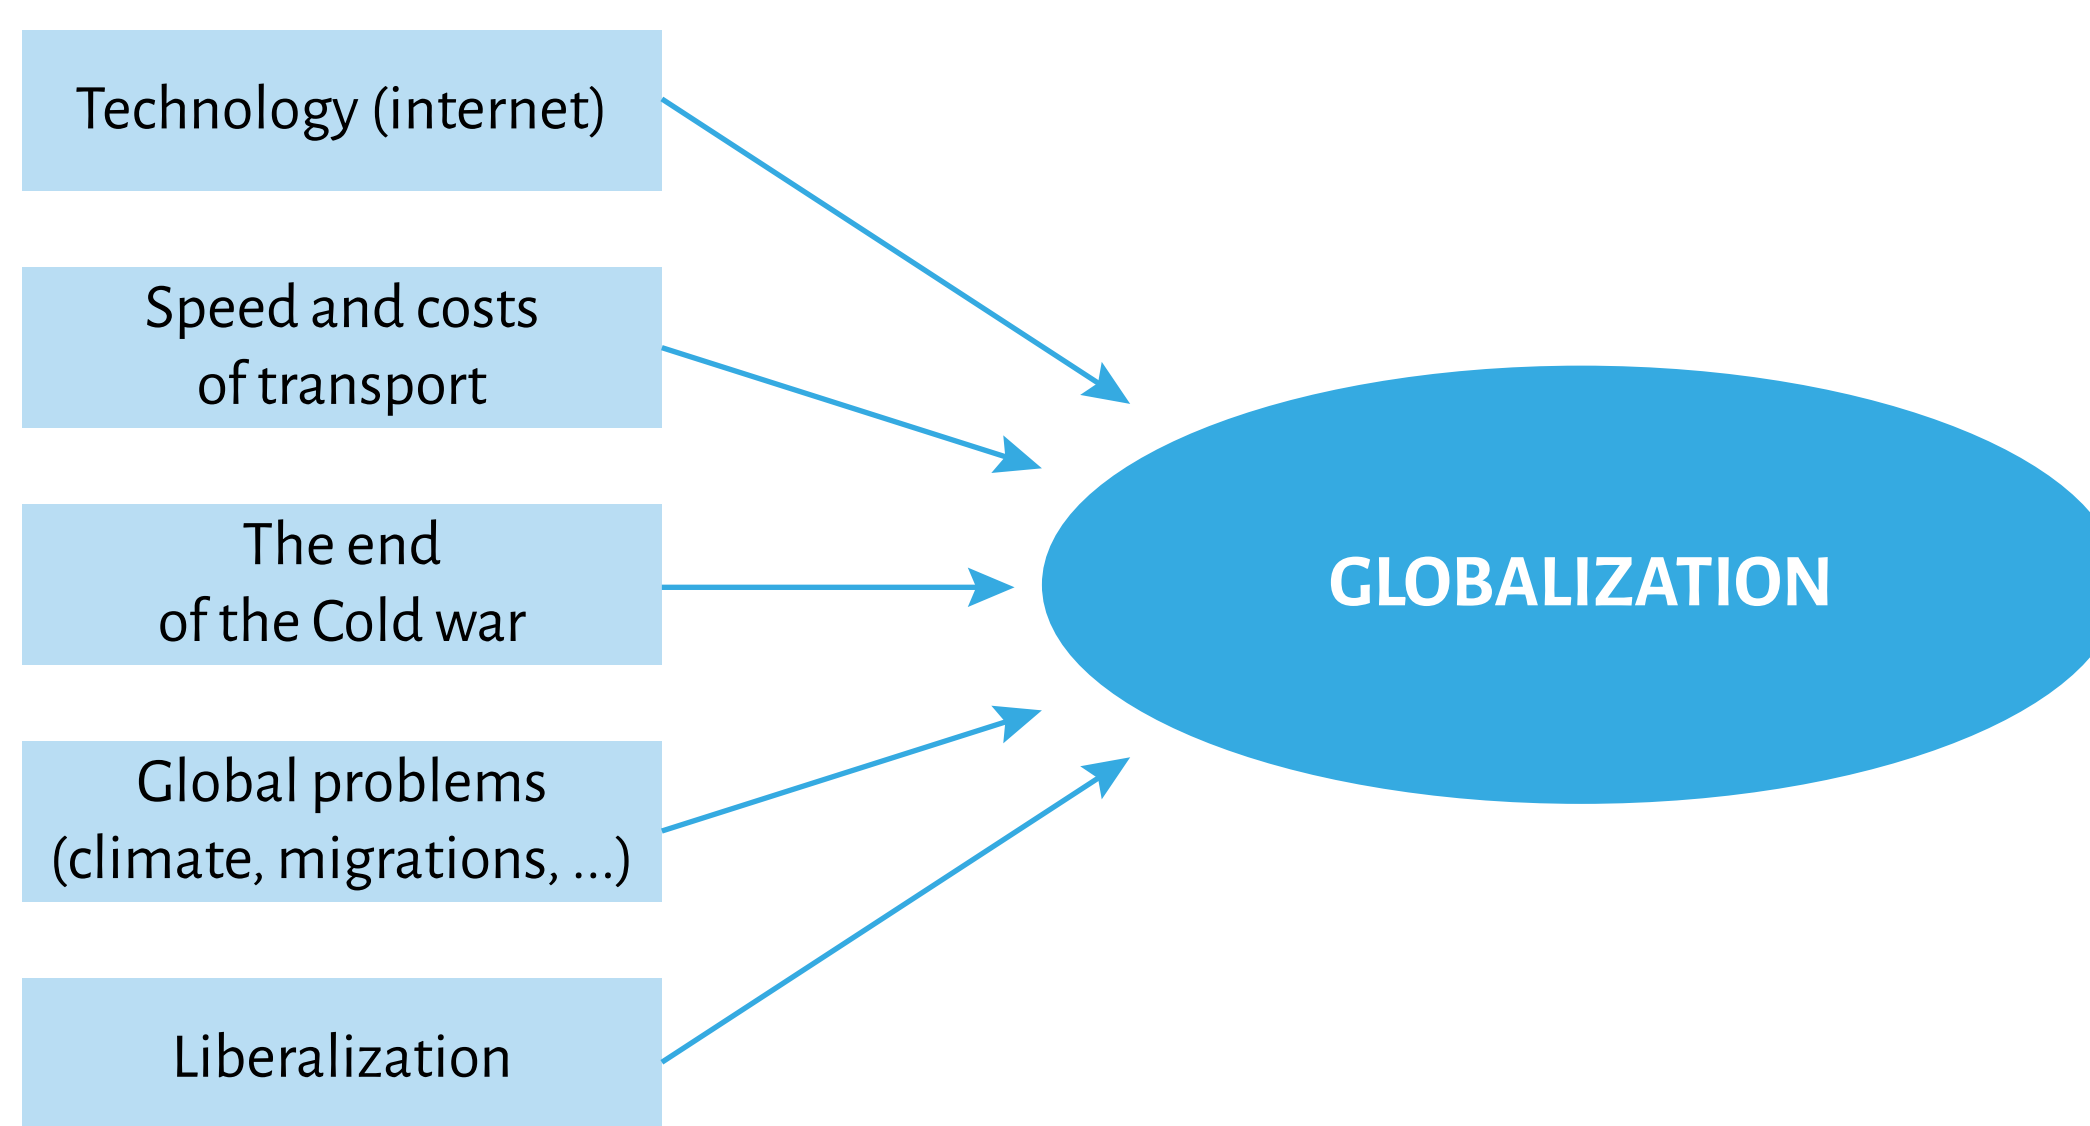 Technology (internet)
Speed and costs
of transport
The end
of the Cold war
Global problems
(climate, migrations, ...)
Liberalization
GLOBALIZATION